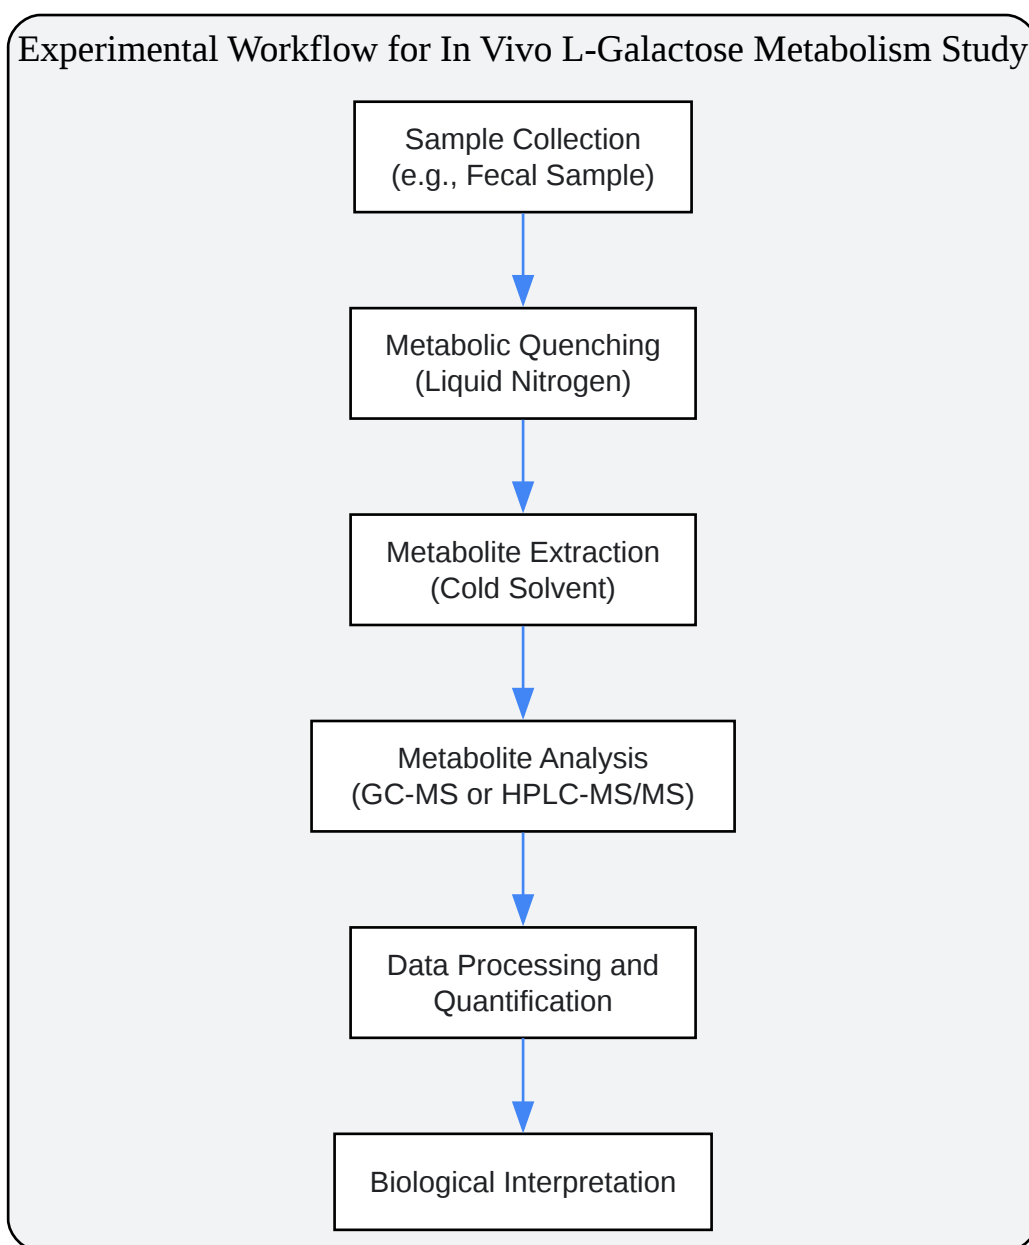 Experimental Workflow for In Vivo L-Galactose Metabolism Study
Sample Collection
(e.g., Fecal Sample)
Metabolic Quenching
(Liquid Nitrogen)
Metabolite Extraction
(Cold Solvent)
Metabolite Analysis
(GC-MS or HPLC-MS/MS)
Data Processing and
Quantification
Biological Interpretation